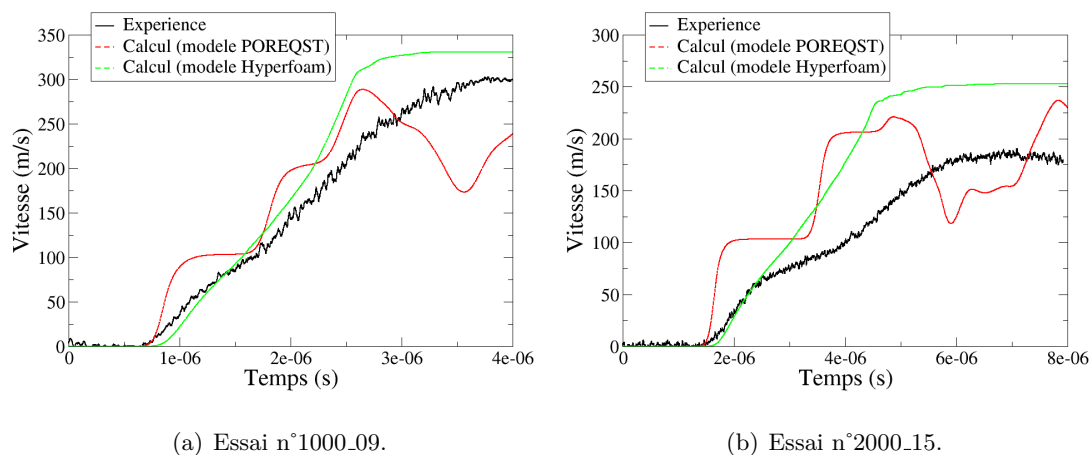 Experience
Calcul (modele POREQST)
Calcul (modele Hyperfoam)
350
300
250
200
150
100
50
0
Vitesse (m/s)
0 1e-06 2e-06 3e-06 4e-06
Temps (s)
(a) Essai n°1000_09.
Experience
Calcul (modele POREQST)
Calcul (modele Hyperfoam)
300
250
200
150
100
50
0
Vitesse (m/s)
0 2e-06 4e-06 6e-06 8e-06
Temps (s)
(b) Essai n°2000_15.